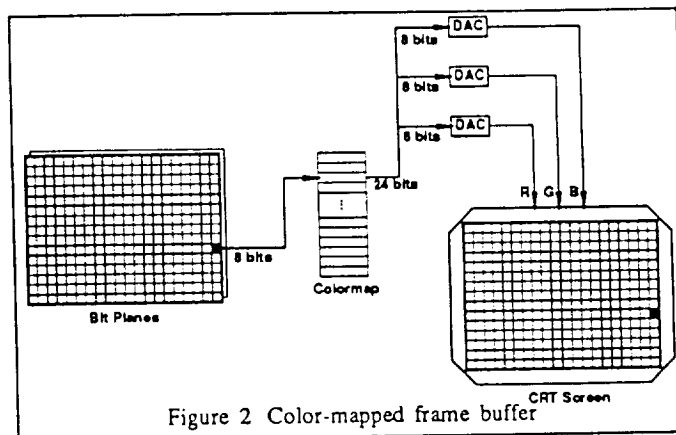 DAC
8 bits
DAC
8 bits
DAC
8 bits
24 bits
R G B
8 bits
Colormap
Bit Planes
CRT Screen
Figure 2 Color-mapped frame buffer